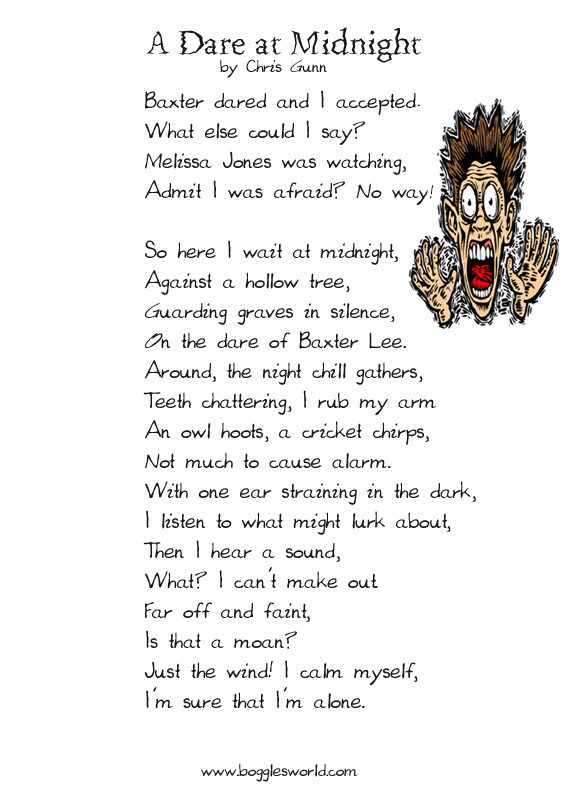 A Dare at Midnight
by Chris Gunn
Baxter dared and I accepted.
What else could I say?
Melissa Jones was watching,
Admit I was afraid? No way!
So here I wait at midnight,
Against a hollow tree,
Guarding graves in silence,
On the dare of Baxter Lee.
Around, the night chill gathers,
Teeth chattering, I rub my arm
An owl hoots, a cricket chirps,
Not much to cause alarm.
With one ear straining in the dark,
I listen to what might lurk about,
Then I hear a sound,
What? I can't make out
Far off and faint,
Is that a moan?
Just the wind! I calm myself,
I'm sure that I'm alone.
www.bogglesworld.com